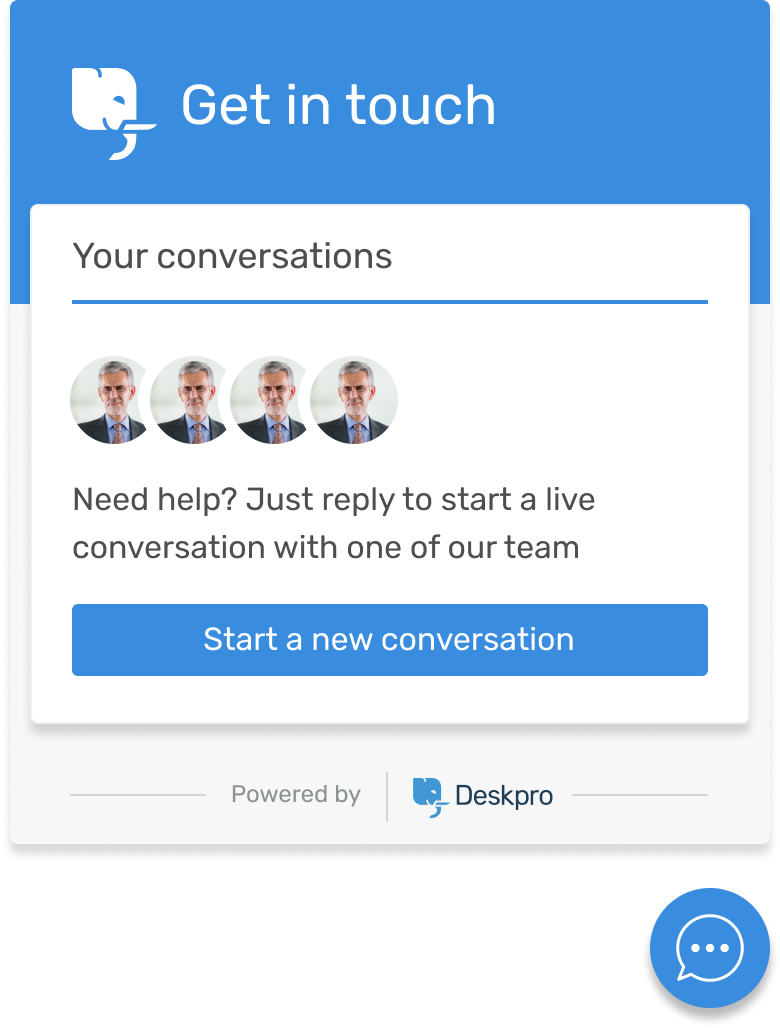 Get in touch
Your conversations
Need help? Just reply to start a live
conversation with one of our team
Start a new conversation
Powered by Deskpro